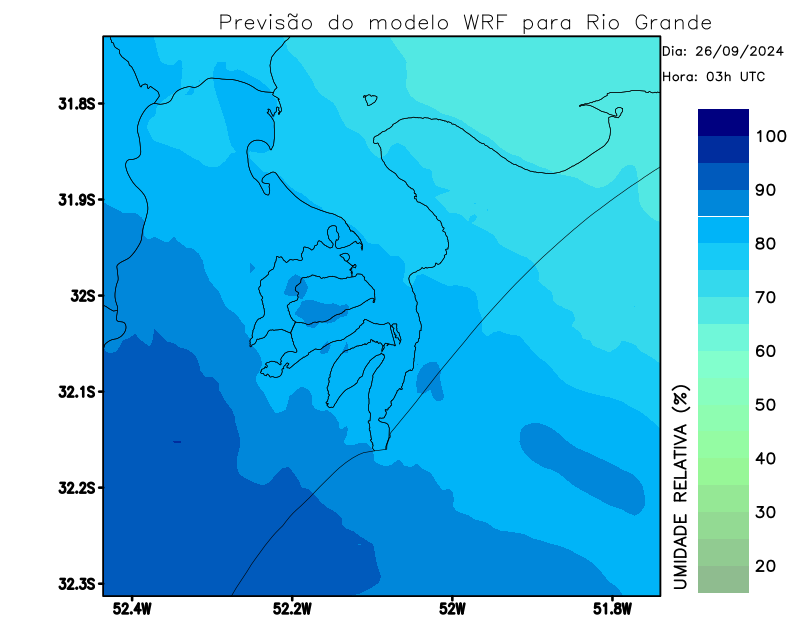 Previsão do modelo WRF para Rio Grande
Dia: 26/09/2024
Hora: 03h UTC
31.8S
31.9S
32S
32.1S
32.2S
32.3S
52.4W
52.2W
52W
51.8W
100
90
80
70
60
50
40
30
20
UMIDADE RELATIVA (%)